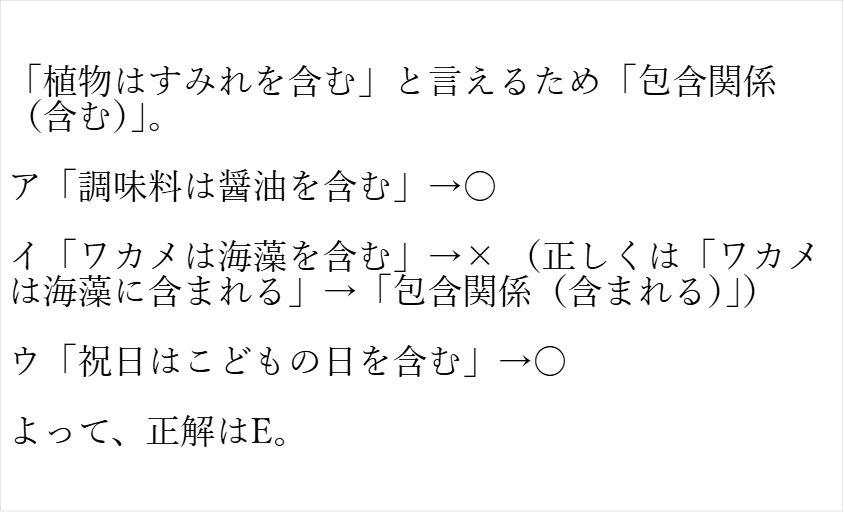 「植物はすみれを含む」と言えるため「包含関係
（含む）」。
ア「調味料は醤油を含む」→〇
イ「ワカメは海藻を含む」→×（正しくは「ワカメ
は海藻に含まれる」→「包含関係（含まれる）」）
ウ「祝日はこどもの日を含む」→〇
よって、正解はE。